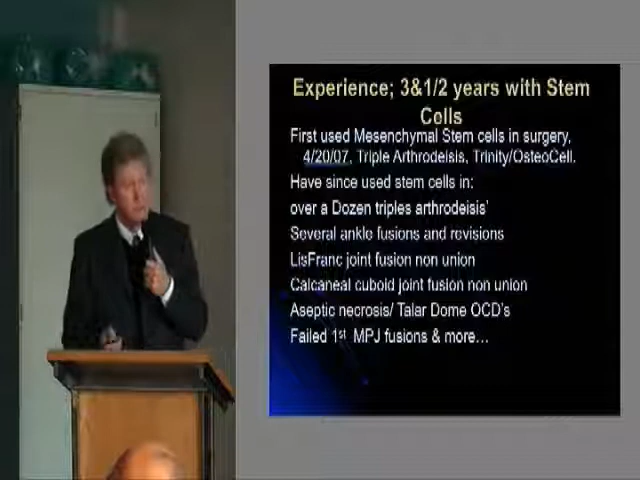 Experience; 3&1/2 years with Stem
Cells
First used Mesenchymal Stem cells in surgery,
4/20/07, Triple Arthrodeisis, Trinity/OsteoCel.
Have since used stem cells in:
over a Dozen triples arthrodeisis'
Several ankle fusions and revisions
LisFranc joint fusion non union
Calcaneal cuboid joint fusion non union
Aseptic necrosis/ Talar Dome OCD's
Failed 1st MPJ fusions & more...